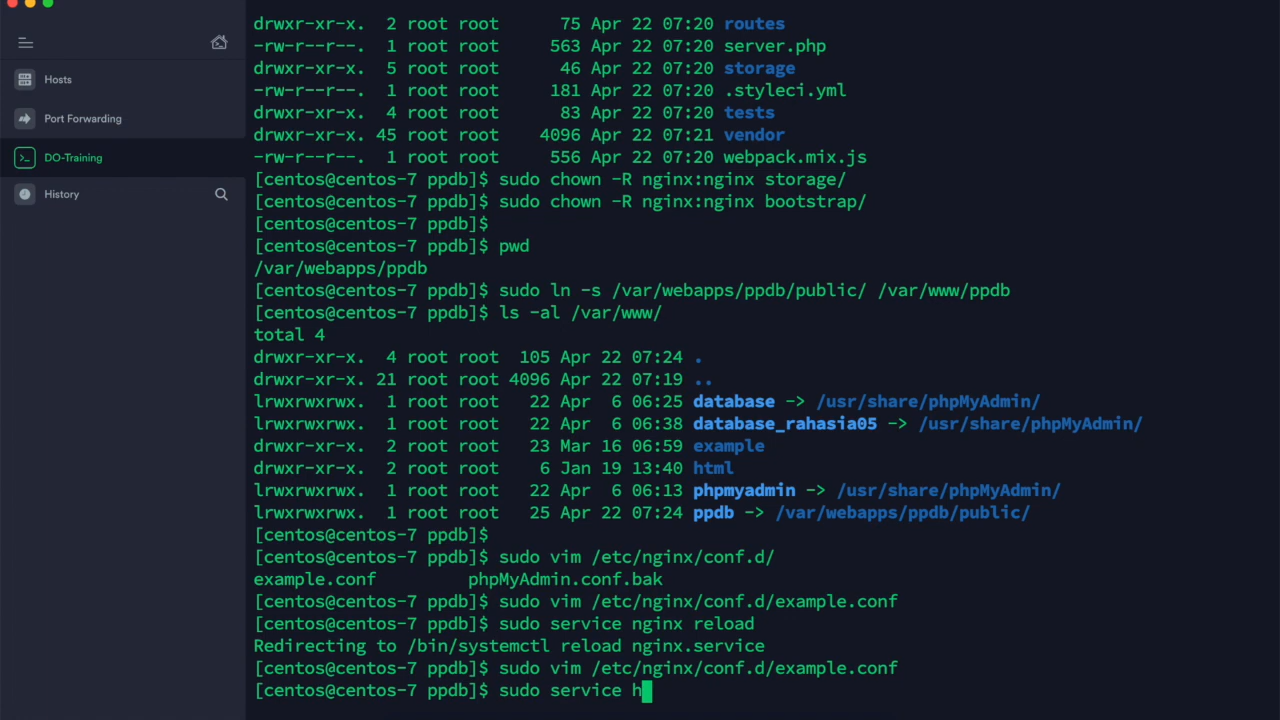 Hosts
Port Forwarding
DO-Training
History
drwxr-xr-x. 2 root root 75 Apr 22 07:20 routes
-rw-r--r--. 1 root root 563 Apr 22 07:20 server.php
drwxr-xr-x. 5 root root 46 Apr 22 07:20 storage
-rw-r--r--. 1 root root 181 Apr 22 07:20 .styleci.yml
drwxr-xr-x. 4 root root 83 Apr 22 07:20 tests
drwxr-xr-x. 45 root root 4096 Apr 22 07:21 vendor
-rw-r--r--. 1 root root 556 Apr 22 07:20 webpack.mix.js
[centos@centos-7 ppdb]$ sudo chown -R nginx:nginx storage/
[centos@centos-7 ppdb]$ sudo chown -R nginx:nginx bootstrap/
[centos@centos-7 ppdb]$
[centos@centos-7 ppdb]$ pwd
/var/webapps/ppdb
[centos@centos-7 ppdb]$ sudo ln -s /var/webapps/ppdb/public/ /var/www/ppdb
[centos@centos-7 ppdb]$ ls -al /var/www/
total 4
drwxr-xr-x. 4 root root 105 Apr 22 07:24 .
drwxr-xr-x. 21 root root 4096 Apr 22 07:19 ..
lrwxrwxrwx. 1 root root 22 Apr 6 06:25 database -> /usr/share/phpMyAdmin/
lrwxrwxrwx. 1 root root 22 Apr 6 06:38 database_rahasia05 -> /usr/share/phpMyAdmin/
drwxr-xr-x. 2 root root 23 Mar 16 06:59 example
drwxr-xr-x. 2 root root 6 Jan 19 13:40 html
lrwxrwxrwx. 1 root root 22 Apr 6 06:13 phpmyadmin -> /usr/share/phpMyAdmin/
lrwxrwxrwx. 1 root root 25 Apr 22 07:24 ppdb -> /var/webapps/ppdb/public/
[centos@centos-7 ppdb]$
[centos@centos-7 ppdb]$ sudo vim /etc/nginx/conf.d/
example.conf phpMyAdmin.conf.bak
[centos@centos-7 ppdb]$ sudo vim /etc/nginx/conf.d/example.conf
[centos@centos-7 ppdb]$ sudo service nginx reload
Redirecting to /bin/systemctl reload nginx.service
[centos@centos-7 ppdb]$ sudo vim /etc/nginx/conf.d/example.conf
[centos@centos-7 ppdb]$ sudo service h